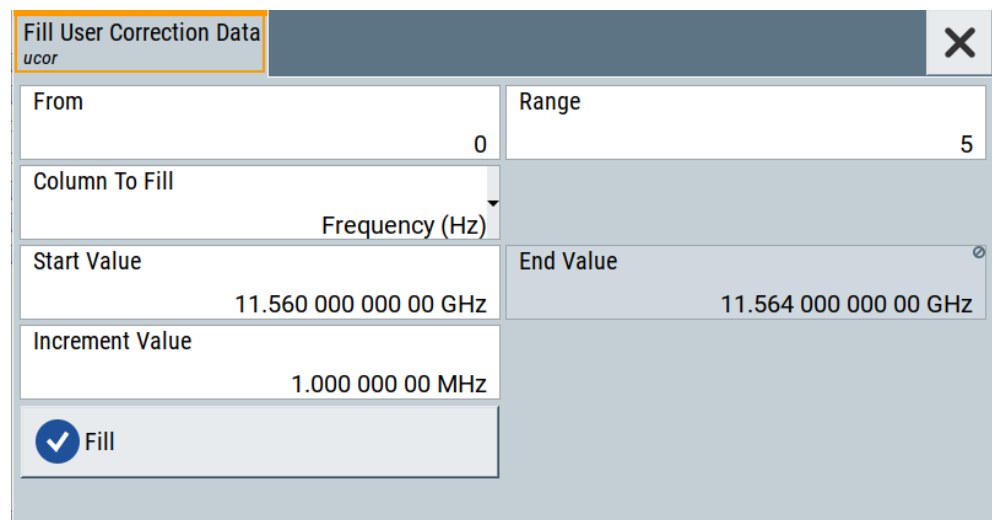 Fill User Correction Data
ucor
From
0
Range
5
Column To Fill
Frequency (Hz)
Start Value
11.560 000 000 00 GHz
End Value
11.564 000 000 00 GHz
Increment Value
1.000 000 00 MHz
Fill